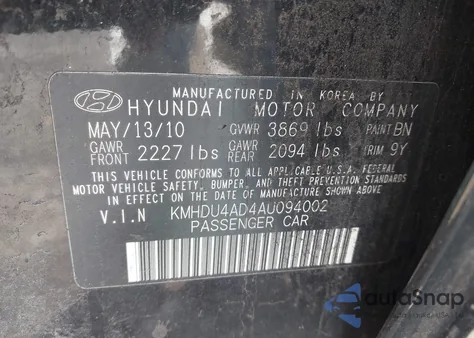 MANUFACTURED IN KOREA BY
HYUNDAI MOTOR COMPANY
MAY/13/10 GVWR 3869 lbs PAINT BN
GAWR FRONT 2227 lbs GAWR REAR 2094 lbs TRIM 9Y
THIS VEHICLE CONFORMS TO ALL APPLICABLE U.S.A. FEDERAL
MOTOR VEHICLE SAFETY, BUMPER, AND THEFT PREVENTION STANDARDS
IN EFFECT ON THE DATE OF MANUFACTURE SHOWN ABOVE.
V.I.N KMHDU4AD4AU094002
PASSENGER CAR
autoSnap